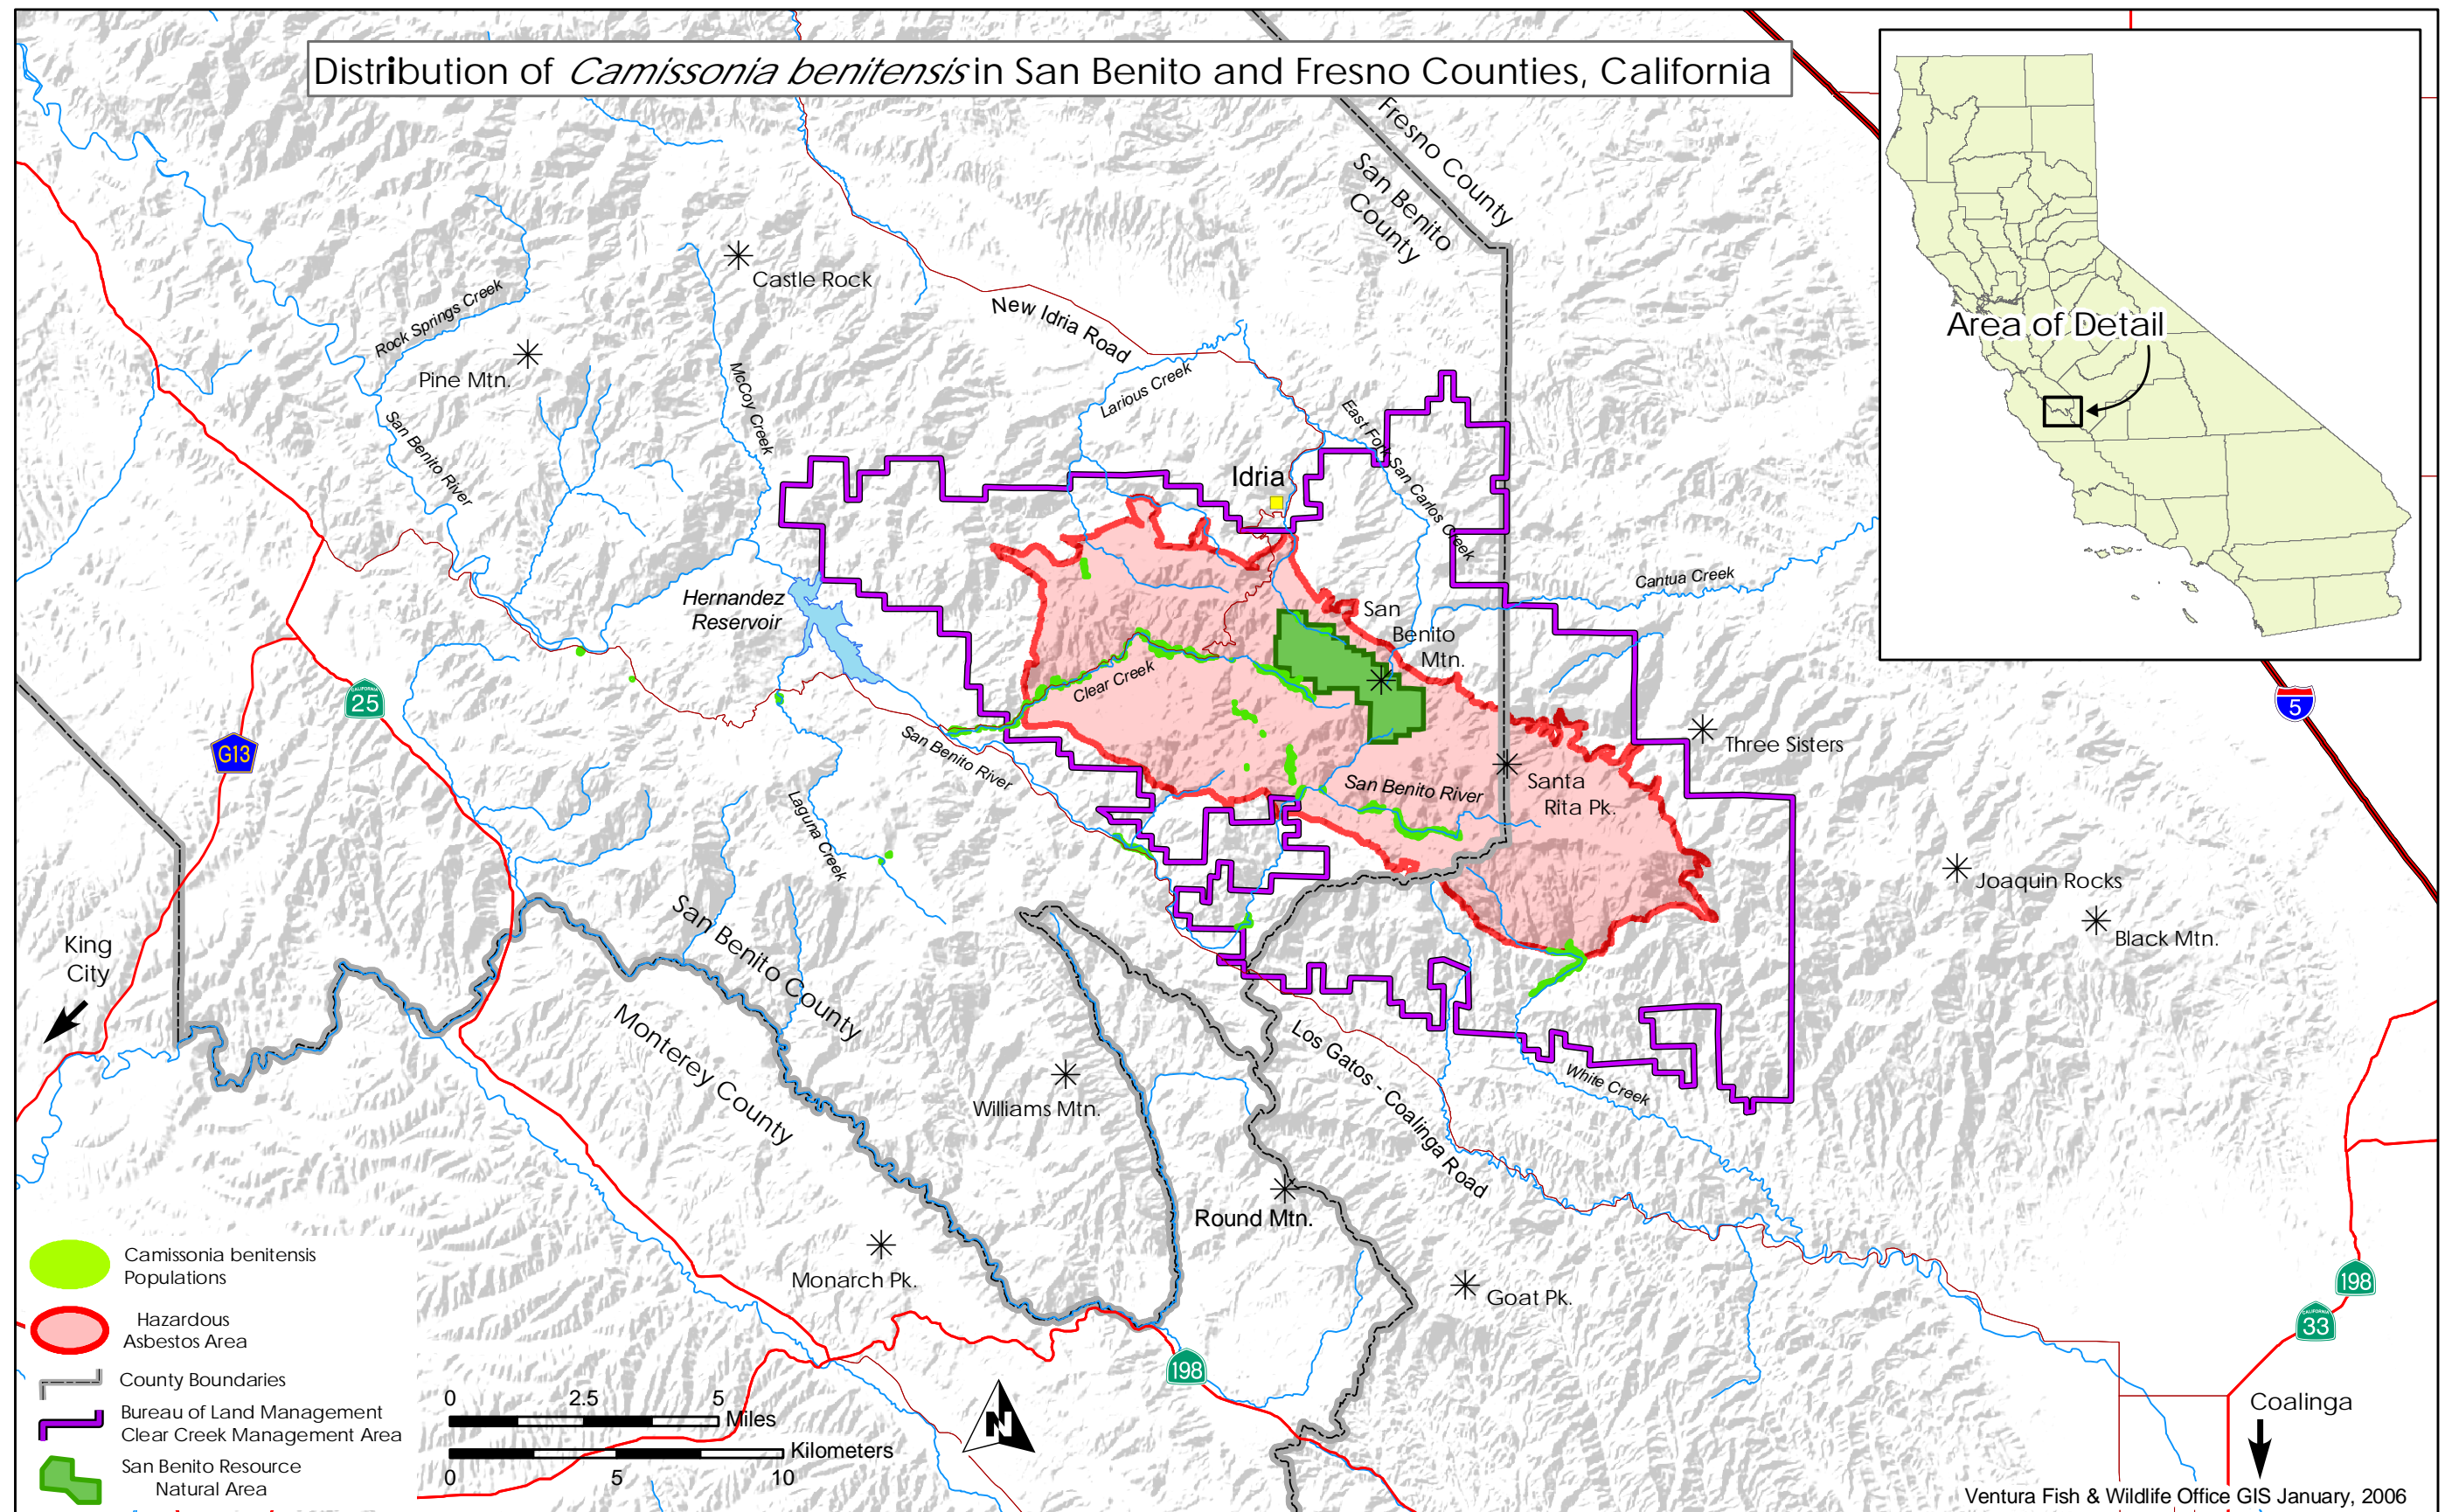 Distribution of Camissonia benitensis in San Benito and Fresno Counties, California
Fresno County
San Benito
County
Area of Detail
Castle Rock
New Idria Road
Rock Springs Creek
Pine Mtn.
McCoy Creek
Larious Creek
East Fork San Carlos Creek
San Benito River
Idria
Cantua Creek
Hernandez
Reservoir
San
Benito
Mtn.
Clear Creek
CALIFORNIA
25
5
G13
San Benito River
Three Sisters
San Benito River
Santa
Rita Pk.
Laguna Creek
Joaquin Rocks
Black Mtn.
King
City
San Benito County
Monterey County
Los Gatos - Coalinga Road
Williams Mtn.
White Creek
Round Mtn.
Monarch Pk.
Goat Pk.
198
CALIFORNIA
33
198
Camissonia benitensis
Populations
Hazardous
Asbestos Area
County Boundaries
Bureau of Land Management
Clear Creek Management Area
San Benito Resource
Natural Area
0 2.5 5
Miles
Kilometers
0 5 10
N
Coalinga
Ventura Fish & Wildlife Office GIS January, 2006